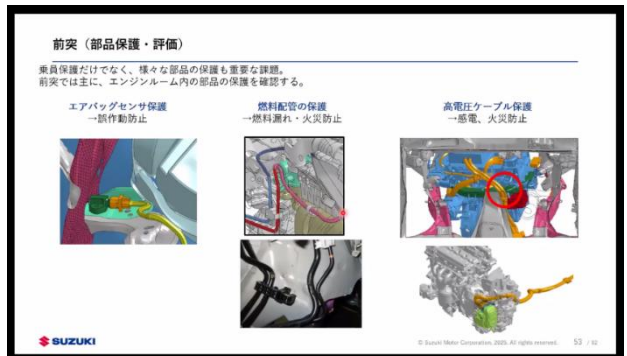 前突（部品保護・評価）
乗員保護だけでなく、様々な部品の保護も重要な課題。
前突では主に、エンジンルーム内の部品の保護を確認する。
エアバッグセンサ保護
→誤作動防止
燃料配管の保護
→燃料漏れ・火災防止
高電圧ケーブル保護
→感電、火災防止
SUZUKI
© Suzuki Motor Corporation. 2025. All rights reserved.
53 / 62